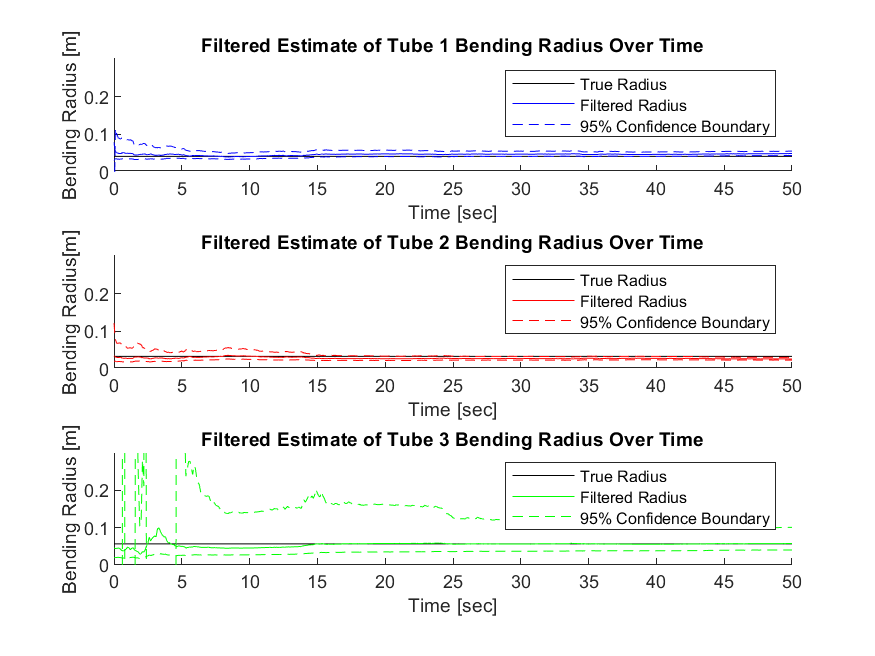 Filtered Estimate of Tube 1 Bending Radius Over Time
Bending Radius [m]
0.2
0.1
0
True Radius
Filtered Radius
95% Confidence Boundary
0 5 10 15 20 25 30 35 40 45 50
Time [sec]
Filtered Estimate of Tube 2 Bending Radius Over Time
Bending Radius[m]
0.2
0.1
0
True Radius
Filtered Radius
95% Confidence Boundary
0 5 10 15 20 25 30 35 40 45 50
Time [sec]
Filtered Estimate of Tube 3 Bending Radius Over Time
Bending Radius [m]
0.2
0.1
0
True Radius
Filtered Radius
95% Confidence Boundary
0 5 10 15 20 25 30 35 40 45 50
Time [sec]